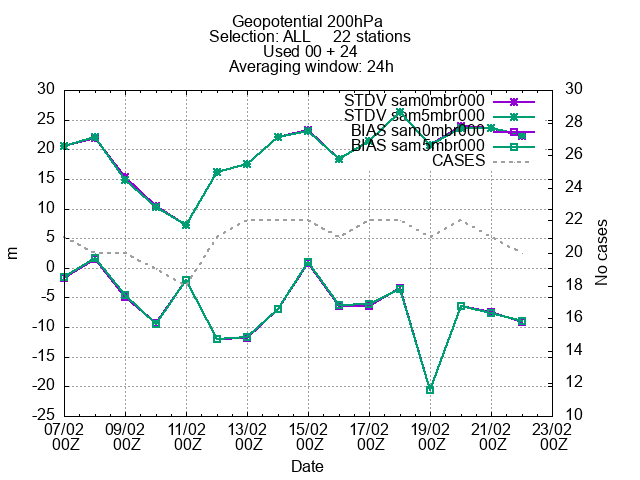 Geopotential 200hPa
Selection: ALL 22 stations
Used 00 + 24
Averaging window: 24h
30 30
STDV sam0mbr000
STDV sam5mbr000
BIAS sam0mbr000
BIAS sam5mbr000
CASES
25
20
15
10
5
0
-5
-10
-15
-20
-25
m
28
26
24
22
20
18
16
14
12
10
No cases
07/02 09/02 11/02 13/02 15/02 17/02 19/02 21/02 23/02
00Z 00Z 00Z 00Z 00Z 00Z 00Z 00Z 00Z
Date